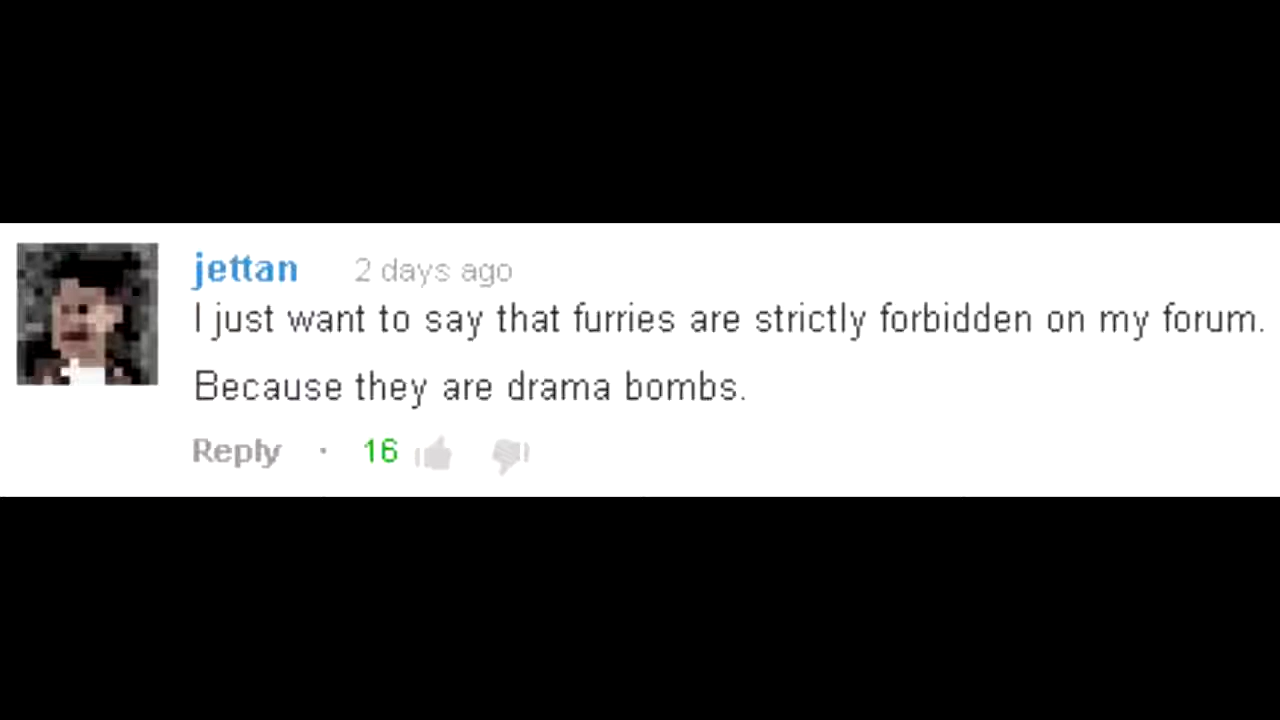 jettan 2 days ago
I just want to say that furries are strictly forbidden on my forum.
Because they are drama bombs.
Reply · 16